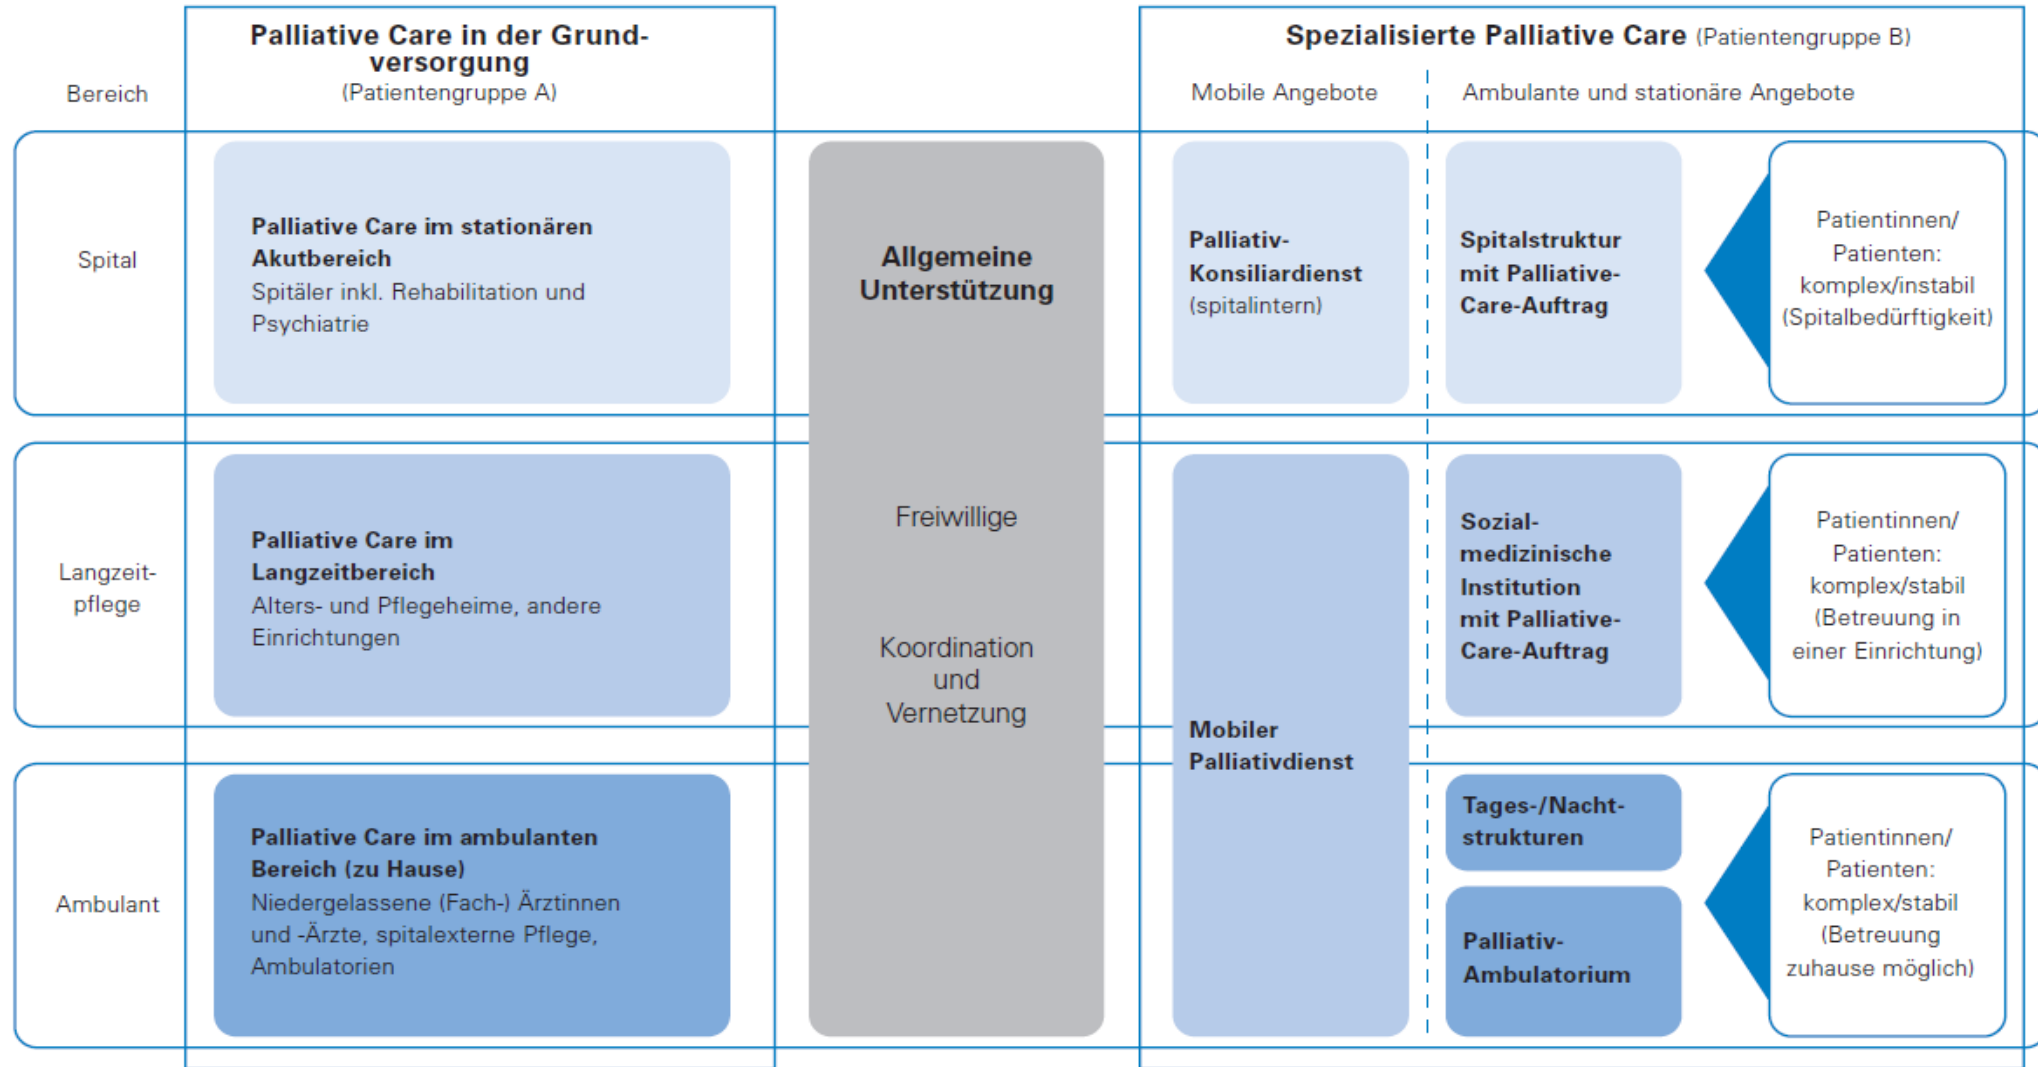 Palliative Care in der Grund-
versorgung
(Patientengruppe A)
Spezialisierte Palliative Care (Patientengruppe B)
Bereich
Mobile Angebote
Ambulante und stationäre Angebote
Spital
Palliative Care im stationären
Akutbereich
Spitäler inkl. Rehabilitation und
Psychiatrie
Allgemeine
Unterstützung
Freiwillige
Koordination
und
Vernetzung
Palliativ-
Konsiliardienst
(spitalintern)
Spitalstruktur
mit Palliative-
Care-Auftrag
Patientinnen/
Patienten:
komplex/instabil
(Spitalbedürftigkeit)
Langzeit-
pflege
Palliative Care im
Langzeitbereich
Alters- und Pflegeheime, andere
Einrichtungen
Mobiler
Palliativdienst
Sozial-
medizinische
Institution
mit Palliative-
Care-Auftrag
Patientinnen/
Patienten:
komplex/stabil
(Betreuung in
einer Einrichtung)
Ambulant
Palliative Care im ambulanten
Bereich (zu Hause)
Niedergelassene (Fach-) Ärztinnen
und -Ärzte, spitalexterne Pflege,
Ambulatorien
Tages-/Nacht-
strukturen
Palliativ-
Ambulatorium
Patientinnen/
Patienten:
komplex/stabil
(Betreuung
zuhause möglich)